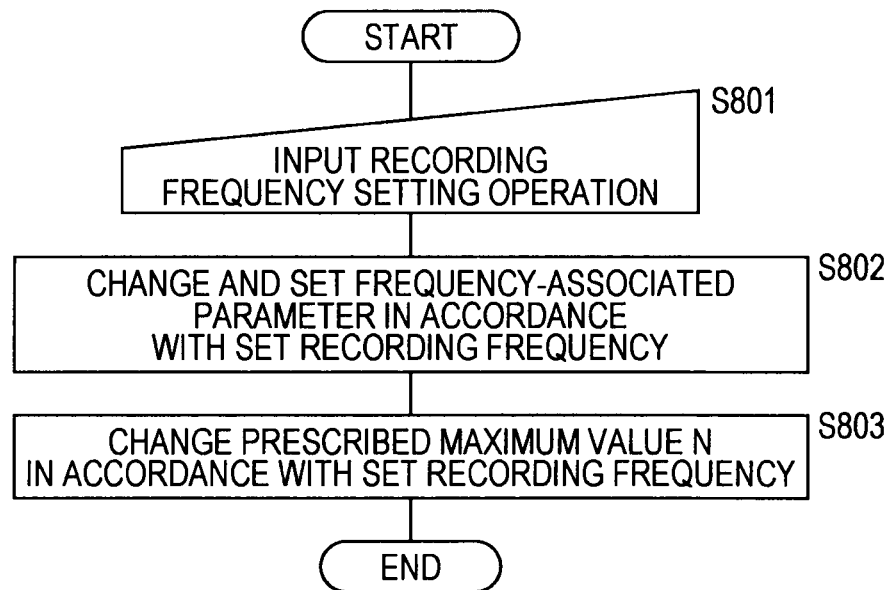 START
S801
INPUT RECORDING
FREQUENCY SETTING OPERATION
S802
CHANGE AND SET FREQUENCY-ASSOCIATED
PARAMETER IN ACCORDANCE
WITH SET RECORDING FREQUENCY
S803
CHANGE PRESCRIBED MAXIMUM VALUE N
IN ACCORDANCE WITH SET RECORDING FREQUENCY
END